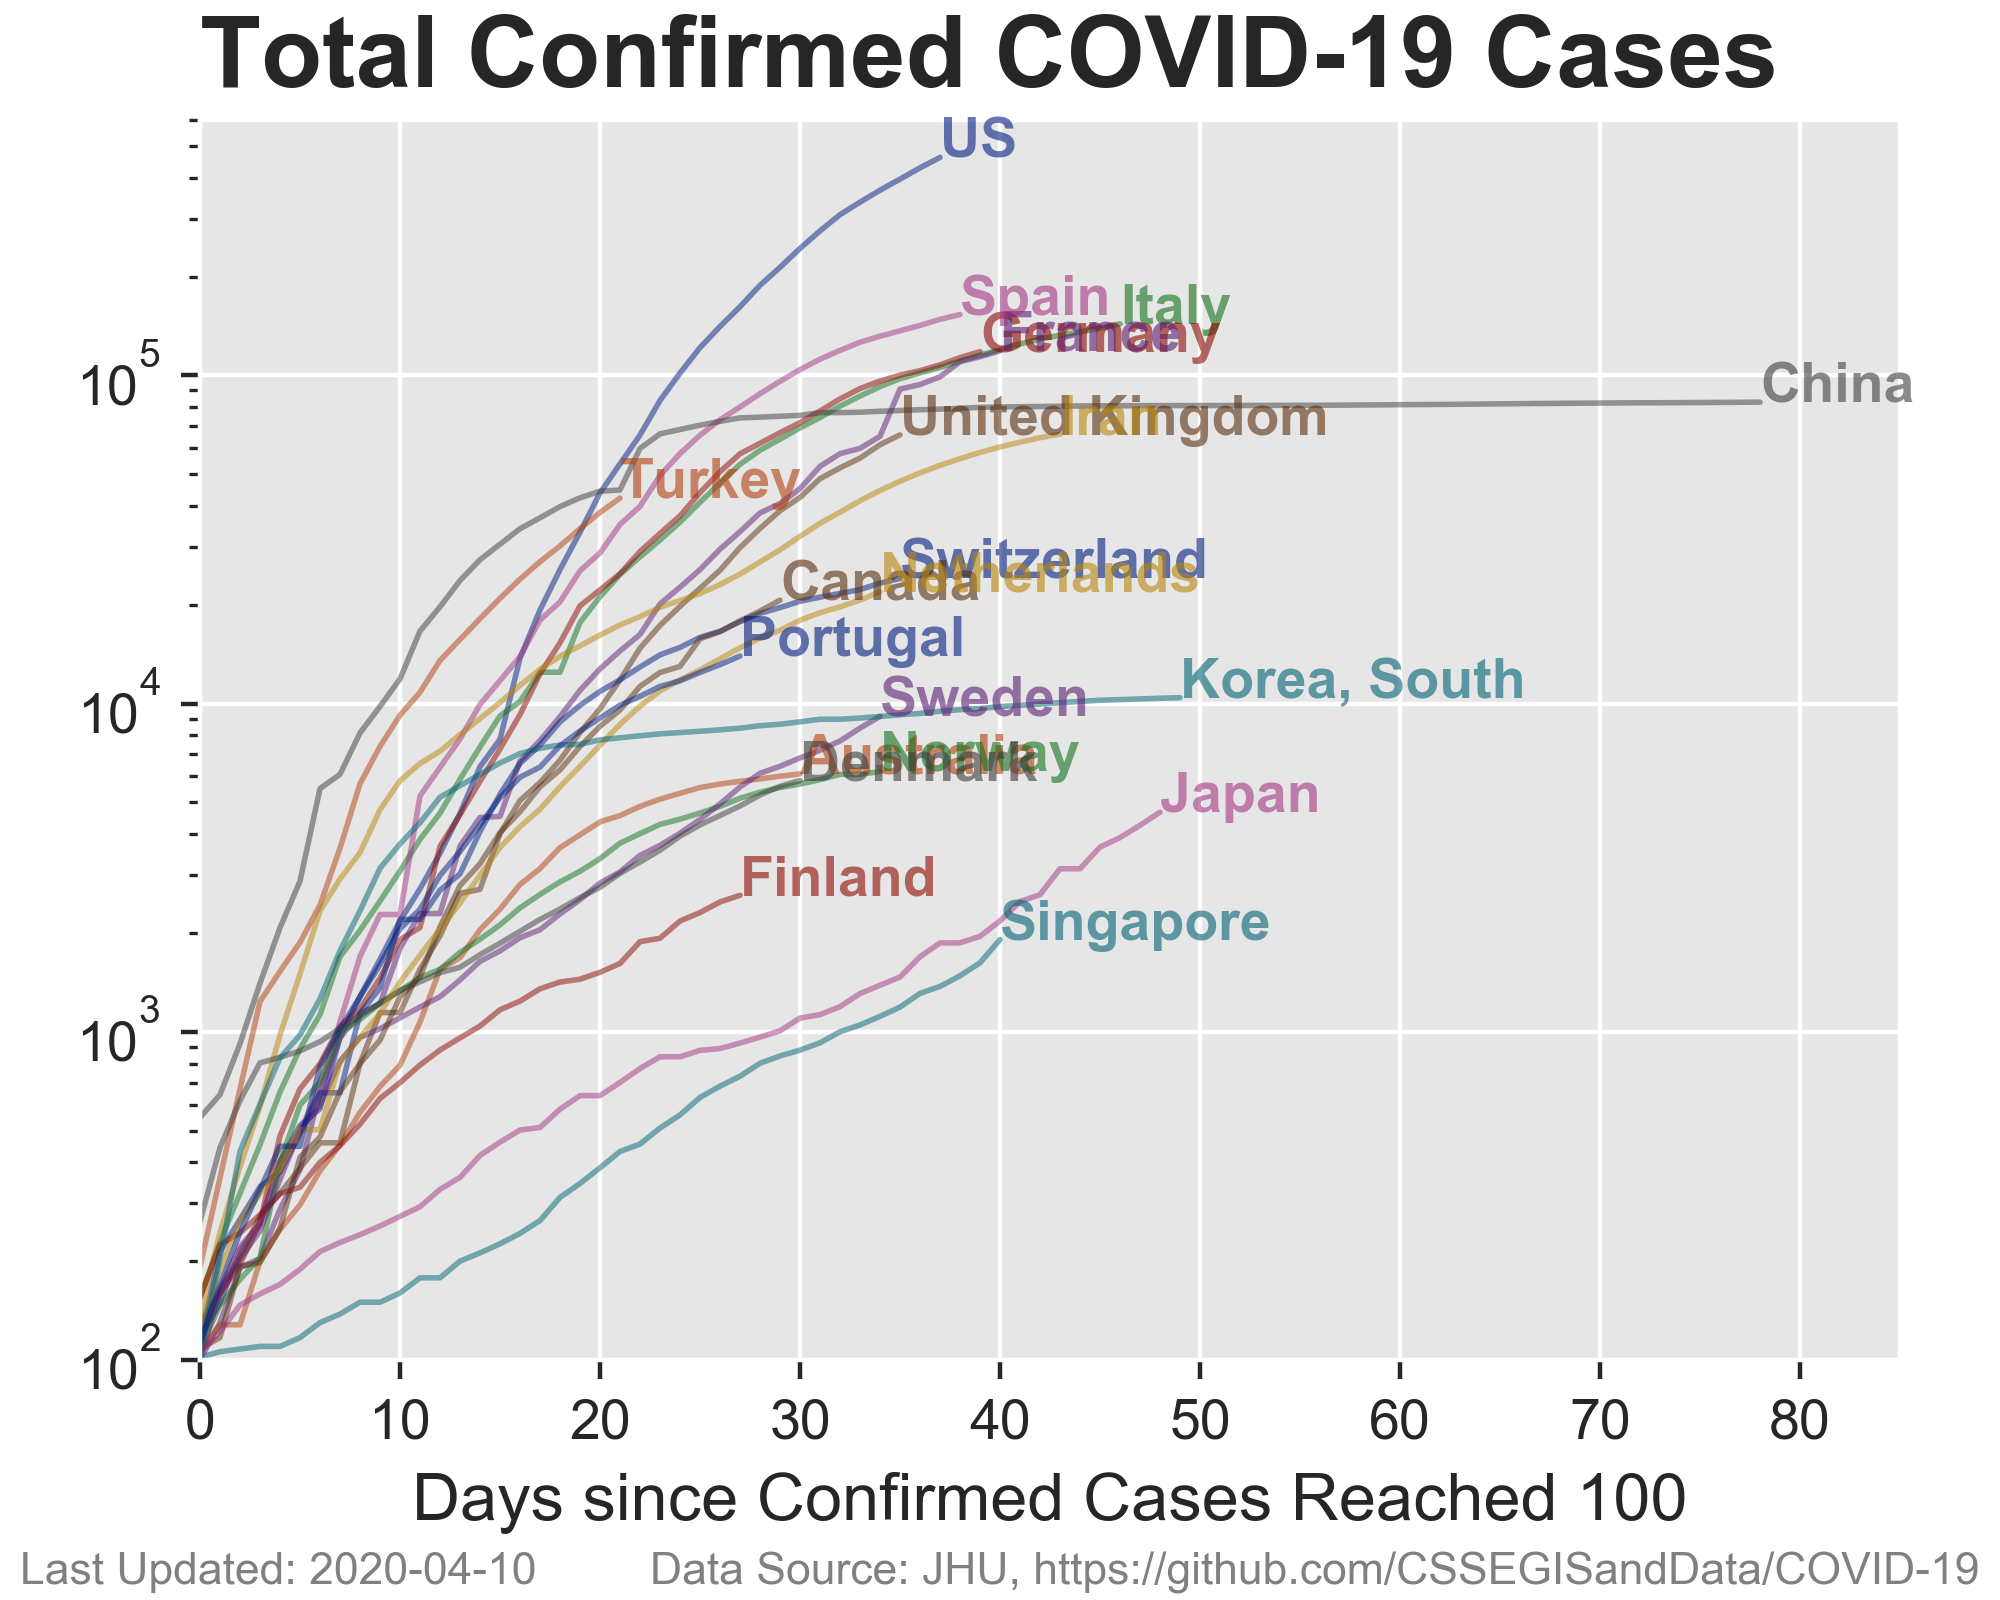 Total Confirmed COVID-19 Cases
US
Spain
Italy
Germany
France
10^5
China
United Kingdom
Iran
Turkey
Switzerland
Netherlands
Canada
Portugal
Korea, South
10^4
Sweden
Australia
Norway
Denmark
Japan
Finland
Singapore
10^3
10^2
0 10 20 30 40 50 60 70 80
Days since Confirmed Cases Reached 100
Last Updated: 2020-04-10 Data Source: JHU, https://github.com/CSSEGISandData/COVID-19